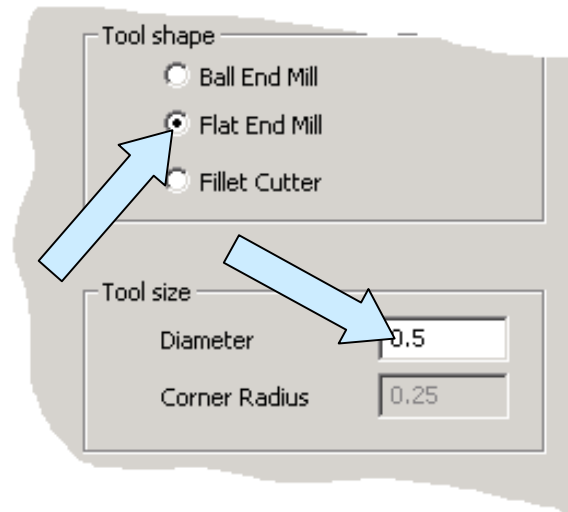 Tool shape
Ball End Mill
Flat End Mill
Fillet Cutter
Tool size
Diameter 0.5
Corner Radius 0.25